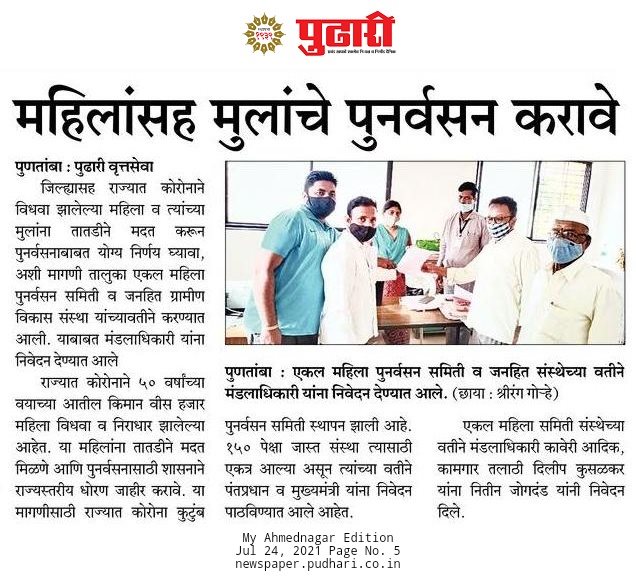 स्थापना
१९३९
पुढारी
महिलांसह मुलांचे पुनर्वसन करावे
पुणतांबा : पुढारी वृत्तसेवा
जिल्ह्यासह राज्यात कोरोनाने
विधवा झालेल्या महिला व त्यांच्या
मुलांना तातडीने मदत करून
पुनर्वसनाबाबत योग्य निर्णय घ्यावा,
अशी मागणी तालुका एकल महिला
पुनर्वसन समिती व जनहित ग्रामीण
विकास संस्था यांच्यावतीने करण्यात
आली. याबाबत मंडलाधिकारी यांना
निवेदन देण्यात आले
राज्यात कोरोनाने ५० वर्षांच्या
वयाच्या आतील किमान वीस हजार
महिला विधवा व निराधार झालेल्या
आहेत. या महिलांना तातडीने मदत
मिळणे आणि पुनर्वसनासाठी शासनाने
राज्यस्तरीय धोरण जाहीर करावे. या
मागणीसाठी राज्यात कोरोना कुटुंब
पुणतांबा : एकल महिला पुनर्वसन समिती व जनहित संस्थेच्या वतीने
मंडलाधिकारी यांना निवेदन देण्यात आले. (छाया : श्रीरंग गोऱ्हे)
पुनर्वसन समिती स्थापन झाली आहे.
१५० पेक्षा जास्त संस्था त्यासाठी
एकत्र आल्या असून त्यांच्या वतीने
पंतप्रधान व मुख्यमंत्री यांना निवेदन
पाठविण्यात आले आहेत.
एकल महिला समिती संस्थेच्या
वतीने मंडलाधिकारी कावेरी आदिक,
कामगार तलाठी दिलीप कुसळकर
यांना नितीन जोगदंड यांनी निवेदन
दिले.
My Ahmednagar Edition
Jul 24, 2021 Page No. 5
newspaper.pudhari.co.in